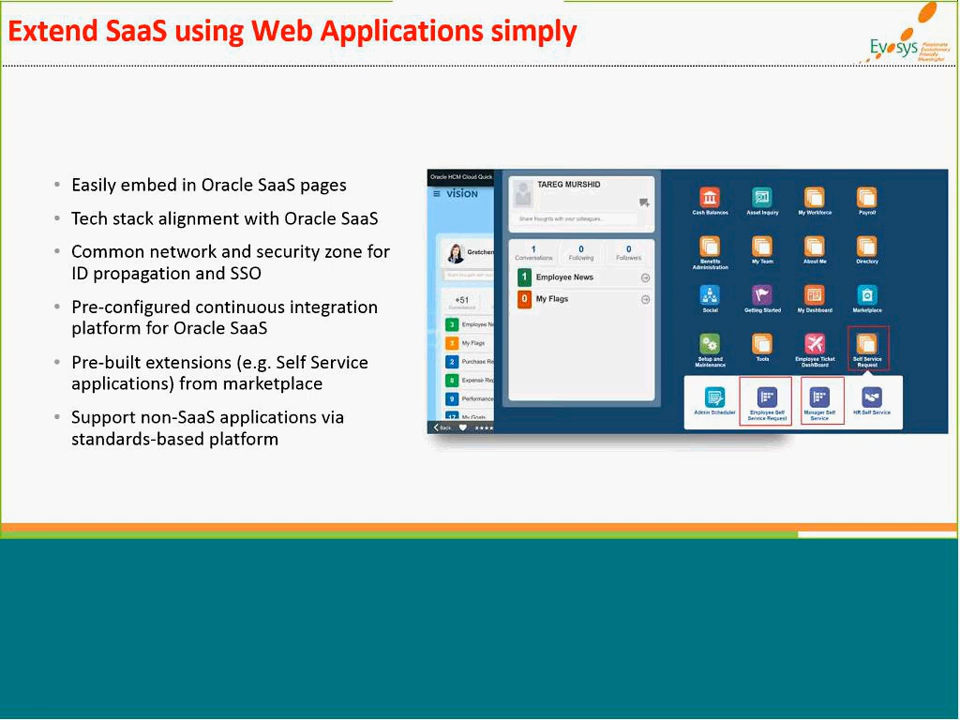 Extend SaaS using Web Applications simply
Evosys
Passionate
Evolutionary
Friendly
Meaningful
• Easily embed in Oracle SaaS pages
• Tech stack alignment with Oracle SaaS
• Common network and security zone for
ID propagation and SSO
• Pre-configured continuous integration
platform for Oracle SaaS
• Pre-built extensions (e.g. Self Service
applications) from marketplace
• Support non-SaaS applications via
standards-based platform
Oracle HCM Cloud Quick
VISION
Gretchen
+51
3 Employee Ne
My Flags
2 Purchase Re
8 Expense Rep
9 Performance
17 My Goals
Back
TAREG MURSHID
Share thoughts with your colleagues...
1 0 0
Conversations Following Followers
1 Employee News
0 My Flags
Cash Balances Asset Inquiry My Workforce Payroll
Benefits My Team About Me Directory
Administration
Social Getting Started My Dashboard Marketplace
Setup and Tools Employee Ticket Self Service
Maintenance DashBoard Request
Admin Scheduler Employee Self Manager Self HR Self Service
Service Request Service